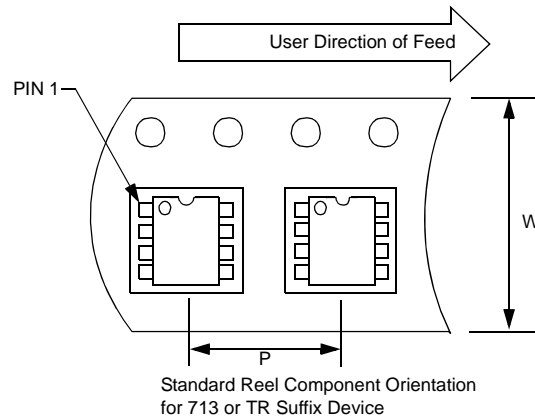 User Direction of Feed
PIN 1
W
P
Standard Reel Component Orientation
for 713 or TR Suffix Device